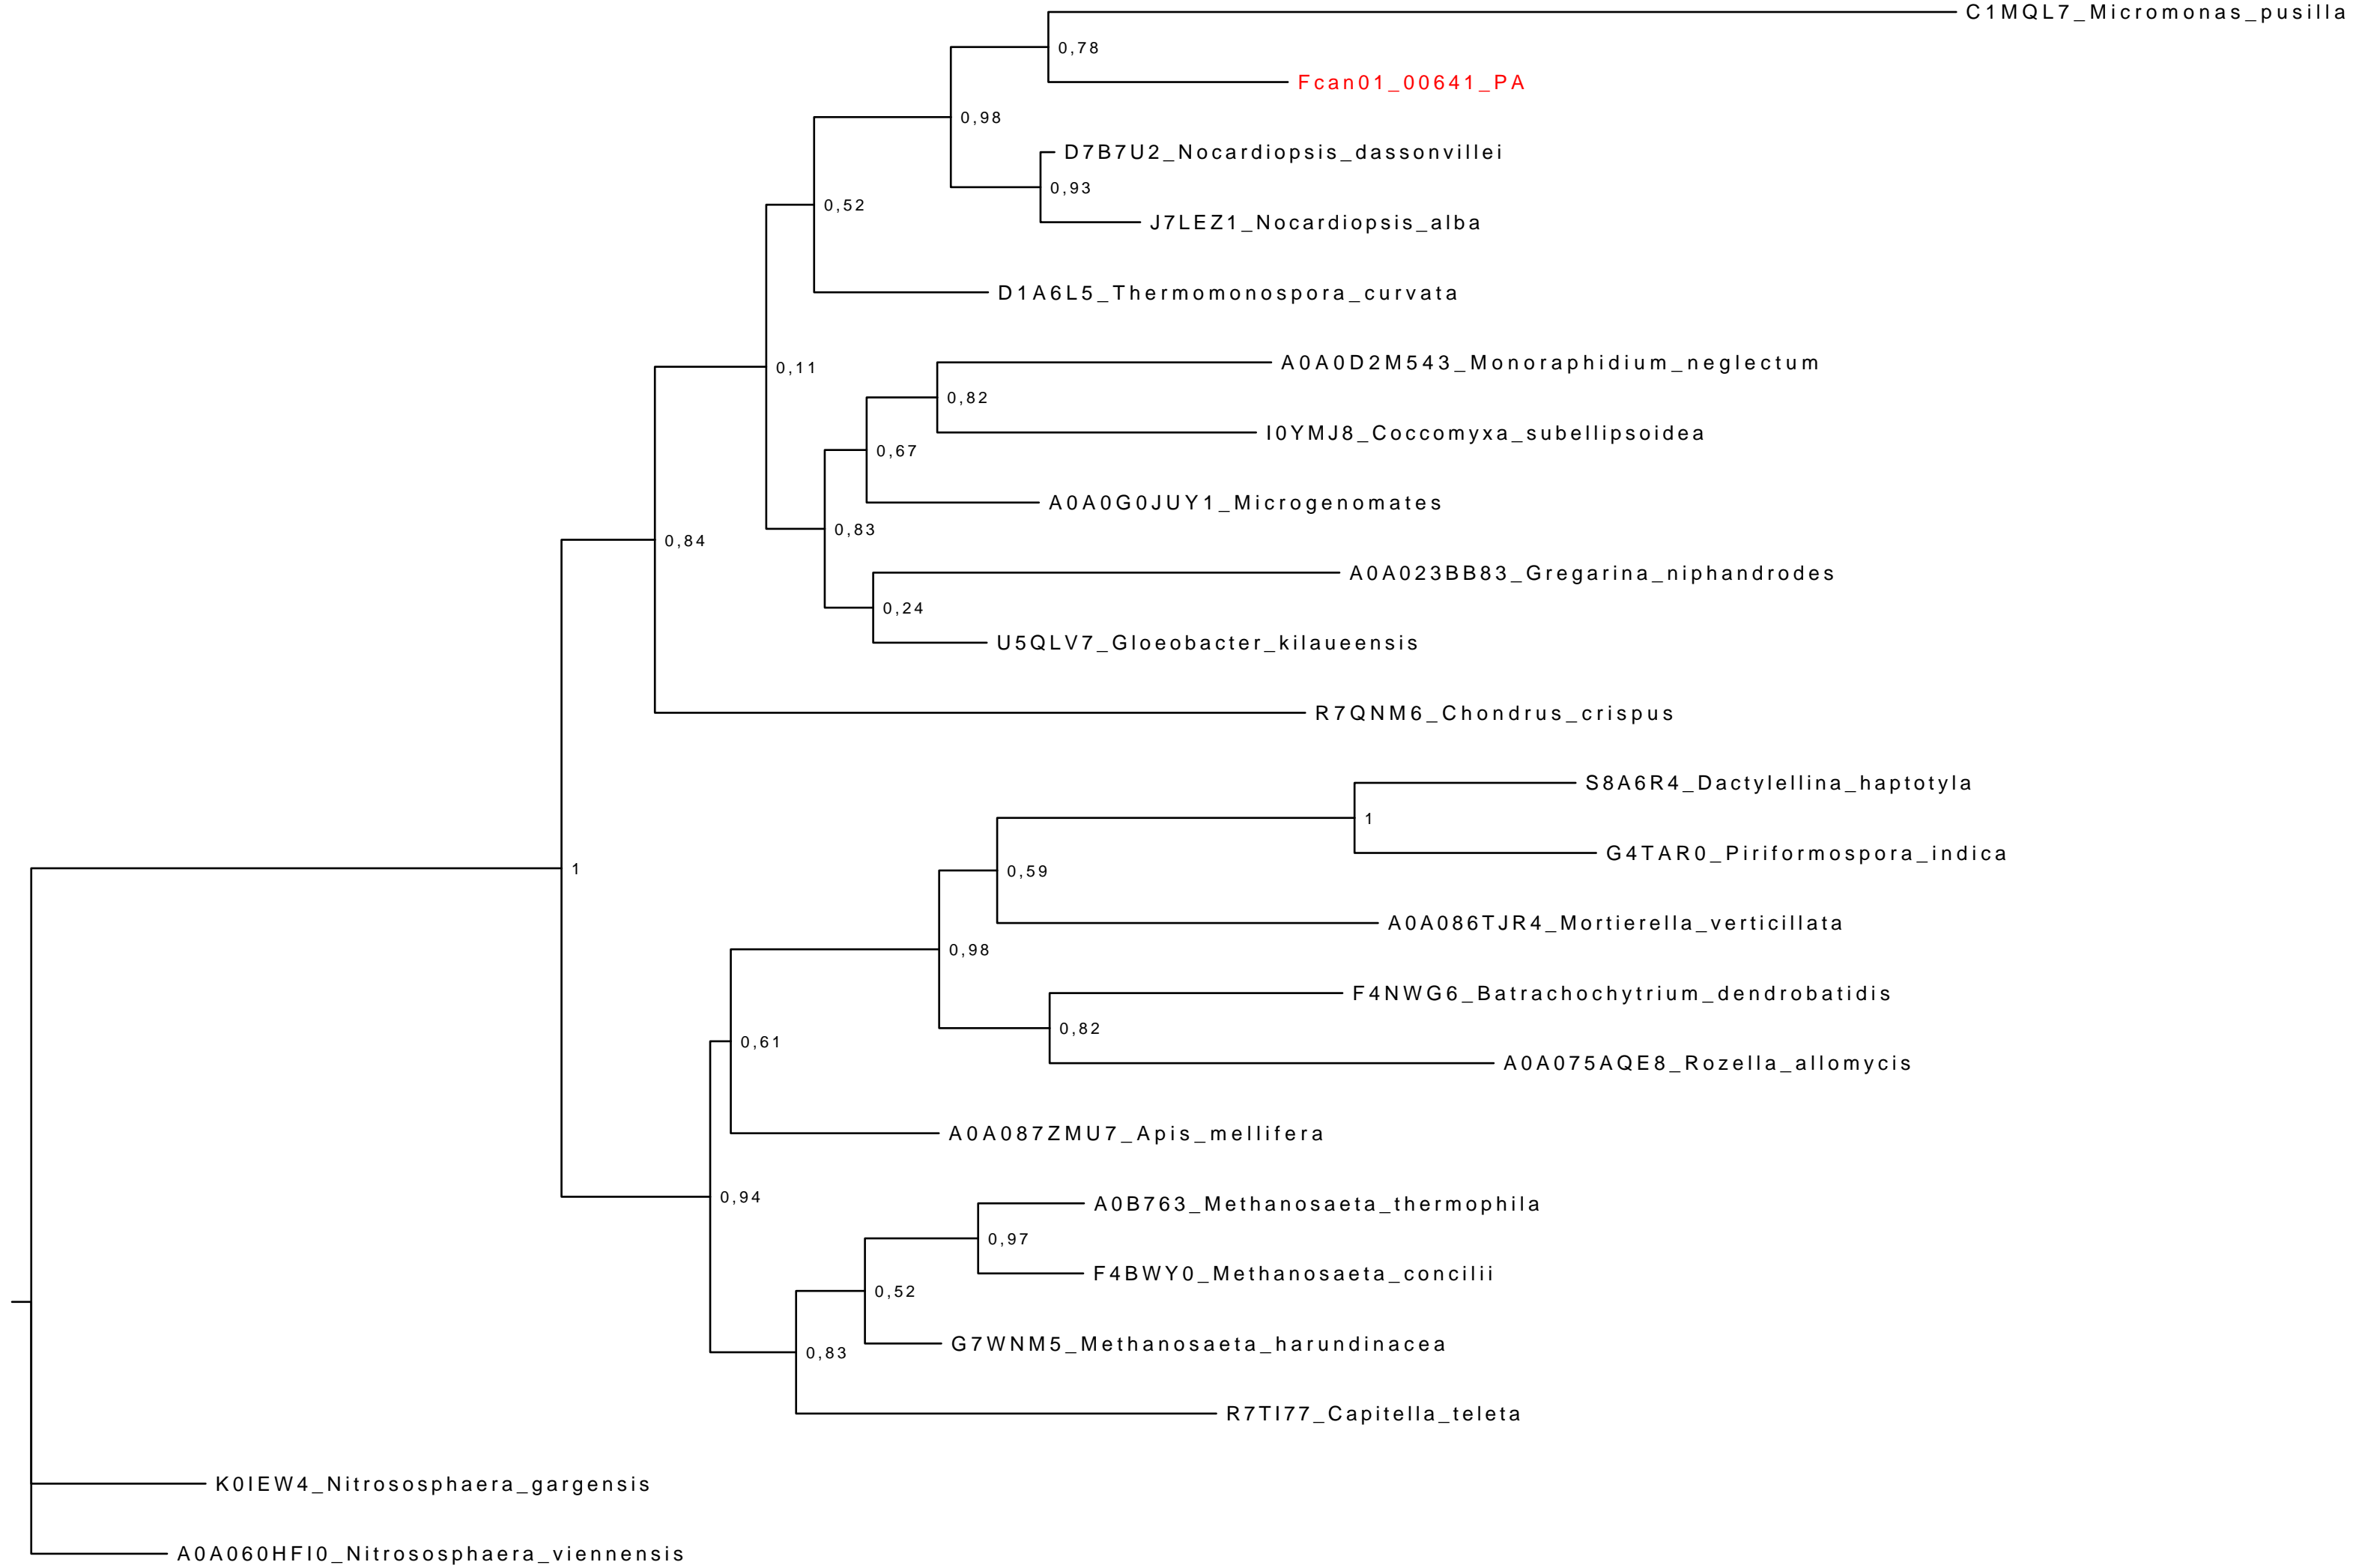 C1MQL7_Micromonas_pusilla
0,78
Fcan01_00641_PA
0,98
D7B7U2_Nocardiopsis_dassonvillei
0,93
J7LEZ1_Nocardiopsis_alba
0,52
D1A6L5_Thermomonospora_curvata
0,11
A0A0D2M543_Monoraphidium_neglectum
0,82
I0YMJ8_Coccomyxa_subellipsoidea
0,67
A0A0G0JUY1_Microgenomates
0,83
0,84
A0A023BB83_Gregarina_niphandrodes
0,24
U5QLV7_Gloeobacter_kilaueensis
R7QNM6_Chondrus_crispus
S8A6R4_Dactylellina_haptotyla
1
G4TAR0_Piriformospora_indica
1
0,59
A0A086TJR4_Mortierella_verticillata
0,98
F4NWG6_Batrachochytrium_dendrobatidis
0,82
0,61
A0A075AQE8_Rozella_allomycis
A0A087ZMU7_Apis_mellifera
0,94
A0B763_Methanosaeta_thermophila
0,97
F4BWY0_Methanosaeta_concilii
0,52
G7WNM5_Methanosaeta_harundinacea
0,83
R7TI77_Capitella_teleta
K0IEW4_Nitrososphaera_gargensis
A0A060HFI0_Nitrososphaera_viennensis